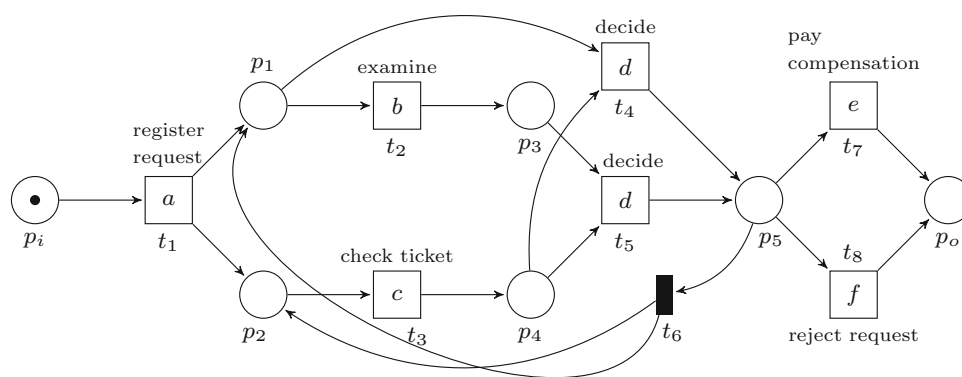 decide
pay
compensation
p₁
examine
d
t₄
b
t₂
p₃
e
t₇
register
request
a
t₁
pᵢ
decide
d
t₅
p₅
pₒ
check ticket
c
t₃
p₂
p₄
t₆
t₈
f
reject request